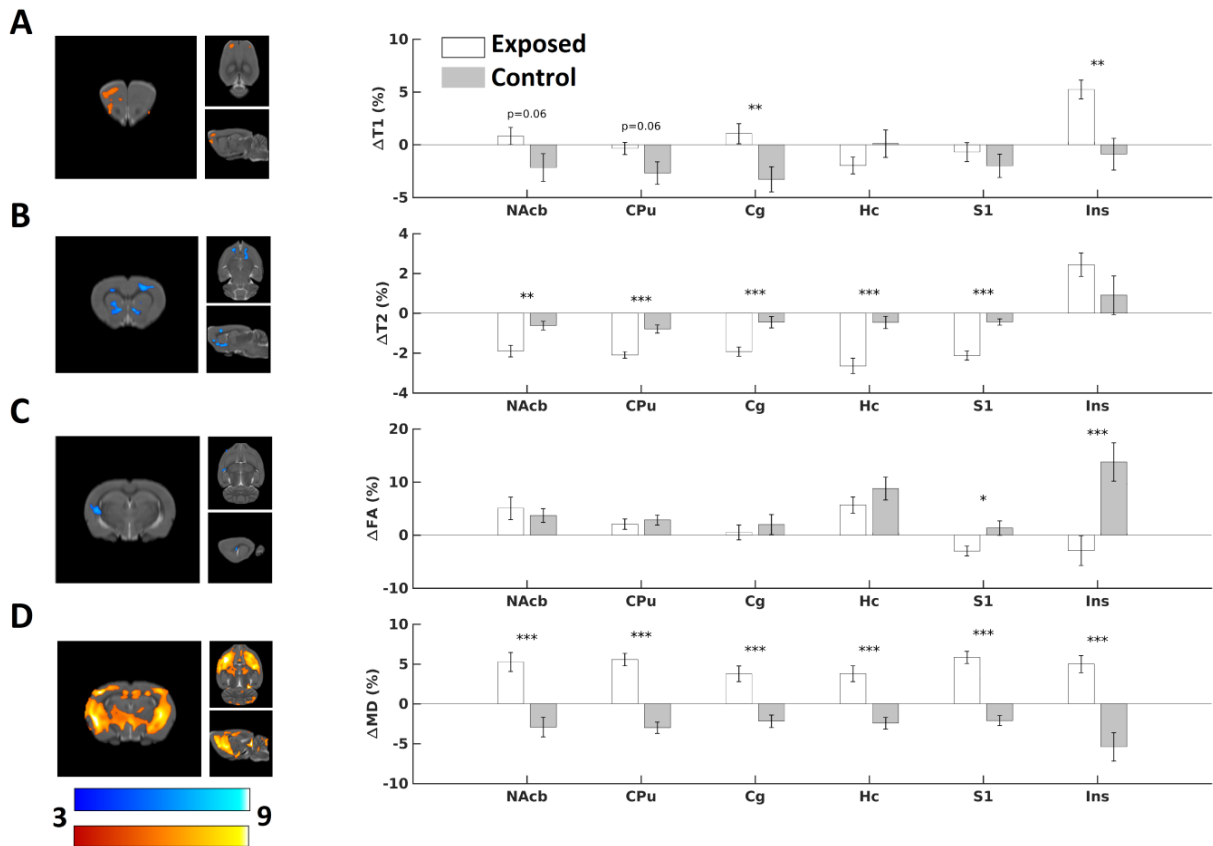 A
Exposed
Control
ΔT1 (%)
5
0
-5
p=0.06
p=0.06
**
**
NAcb CPu Cg Hc S1 Ins
B
ΔT2 (%)
4
2
0
-2
-4
** *** *** *** ***
NAcb CPu Cg Hc S1 Ins
C
ΔFA (%)
20
10
0
-10
*
***
NAcb CPu Cg Hc S1 Ins
D
ΔMD (%)
10
5
0
-5
-10
*** *** *** *** *** ***
NAcb CPu Cg Hc S1 Ins
3 9